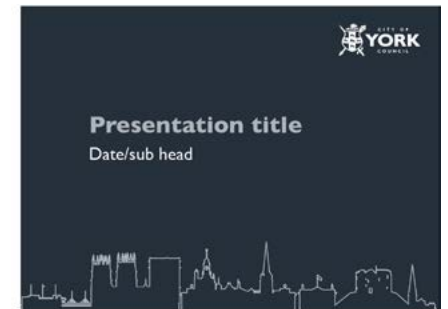 CITY OF
YORK
COUNCIL
Presentation title
Date/sub head